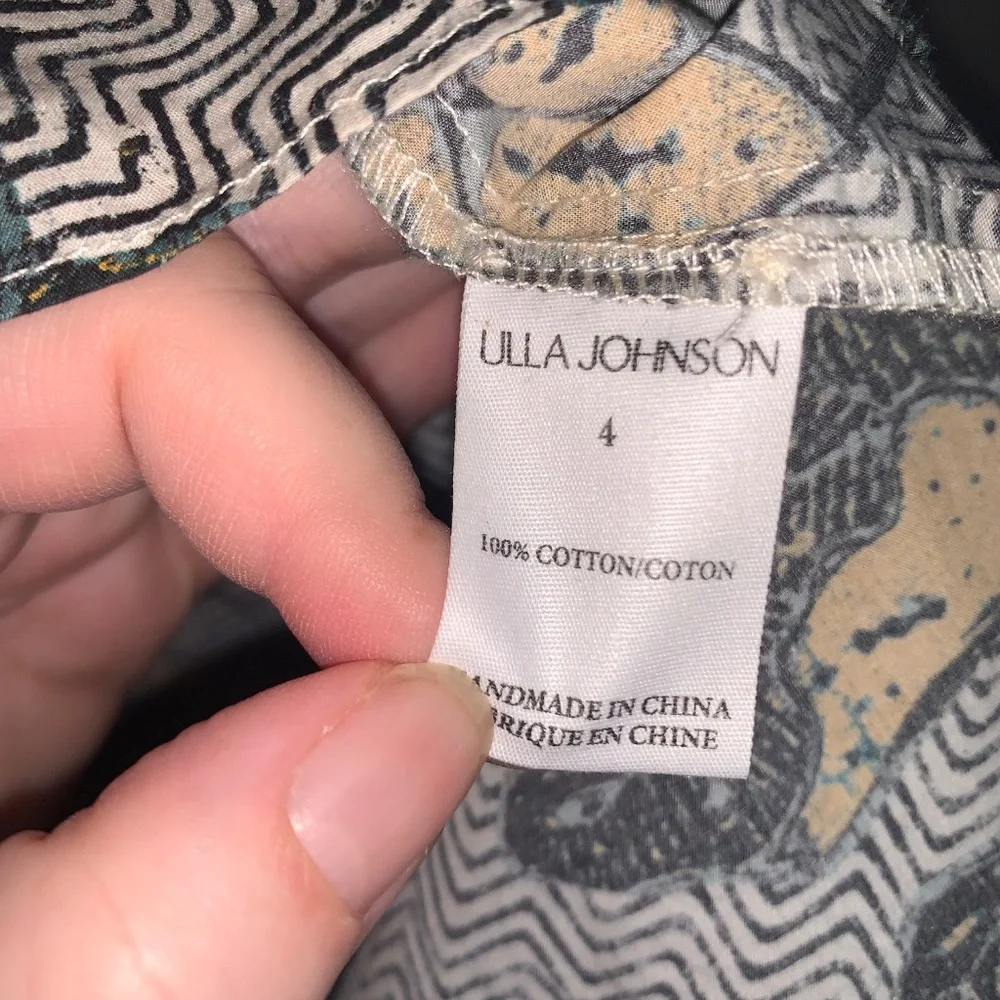 ULLA JOHNSON
4
100% COTTON/COTON
ANDMADE IN CHINA
BRIQUE EN CHINE